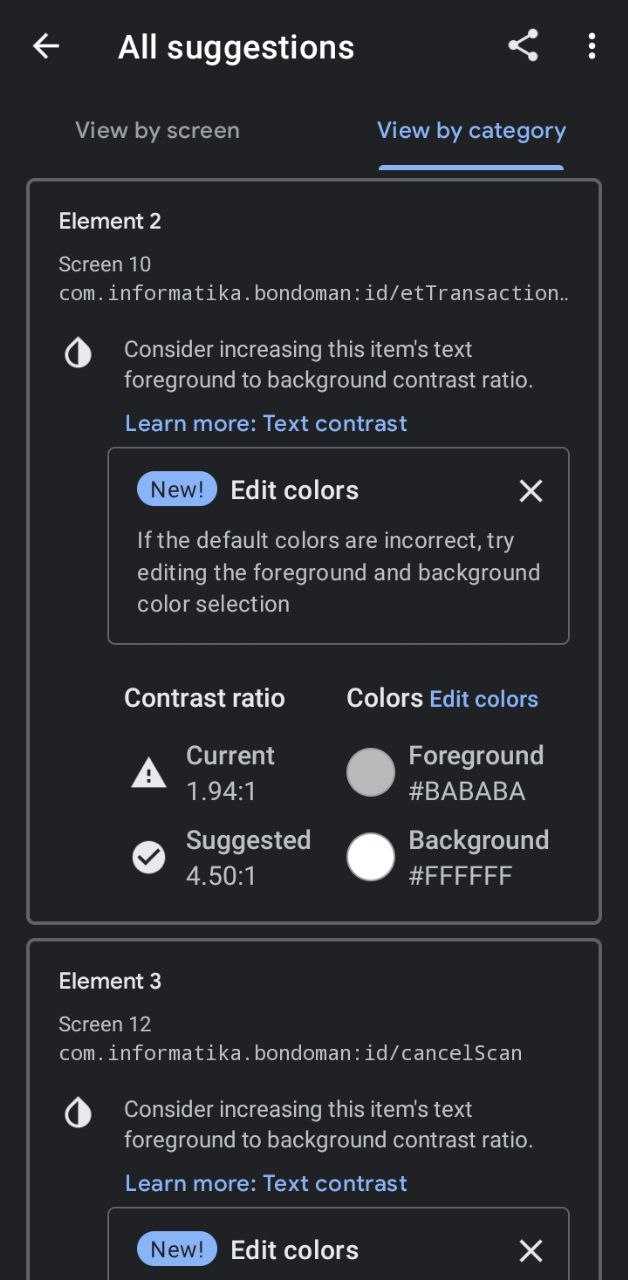 All suggestions
View by screen
View by category
Element 2
Screen 10
com.informatika.bondoman:id/etTransaction..
Consider increasing this item's text
foreground to background contrast ratio.
Learn more: Text contrast
New! Edit colors
If the default colors are incorrect, try
editing the foreground and background
color selection
Contrast ratio
Colors Edit colors
Current
1.94:1
Foreground
#BABABA
Suggested
4.50:1
Background
#FFFFFF
Element 3
Screen 12
com.informatika.bondoman:id/cancelScan
Consider increasing this item's text
foreground to background contrast ratio.
Learn more: Text contrast
New! Edit colors